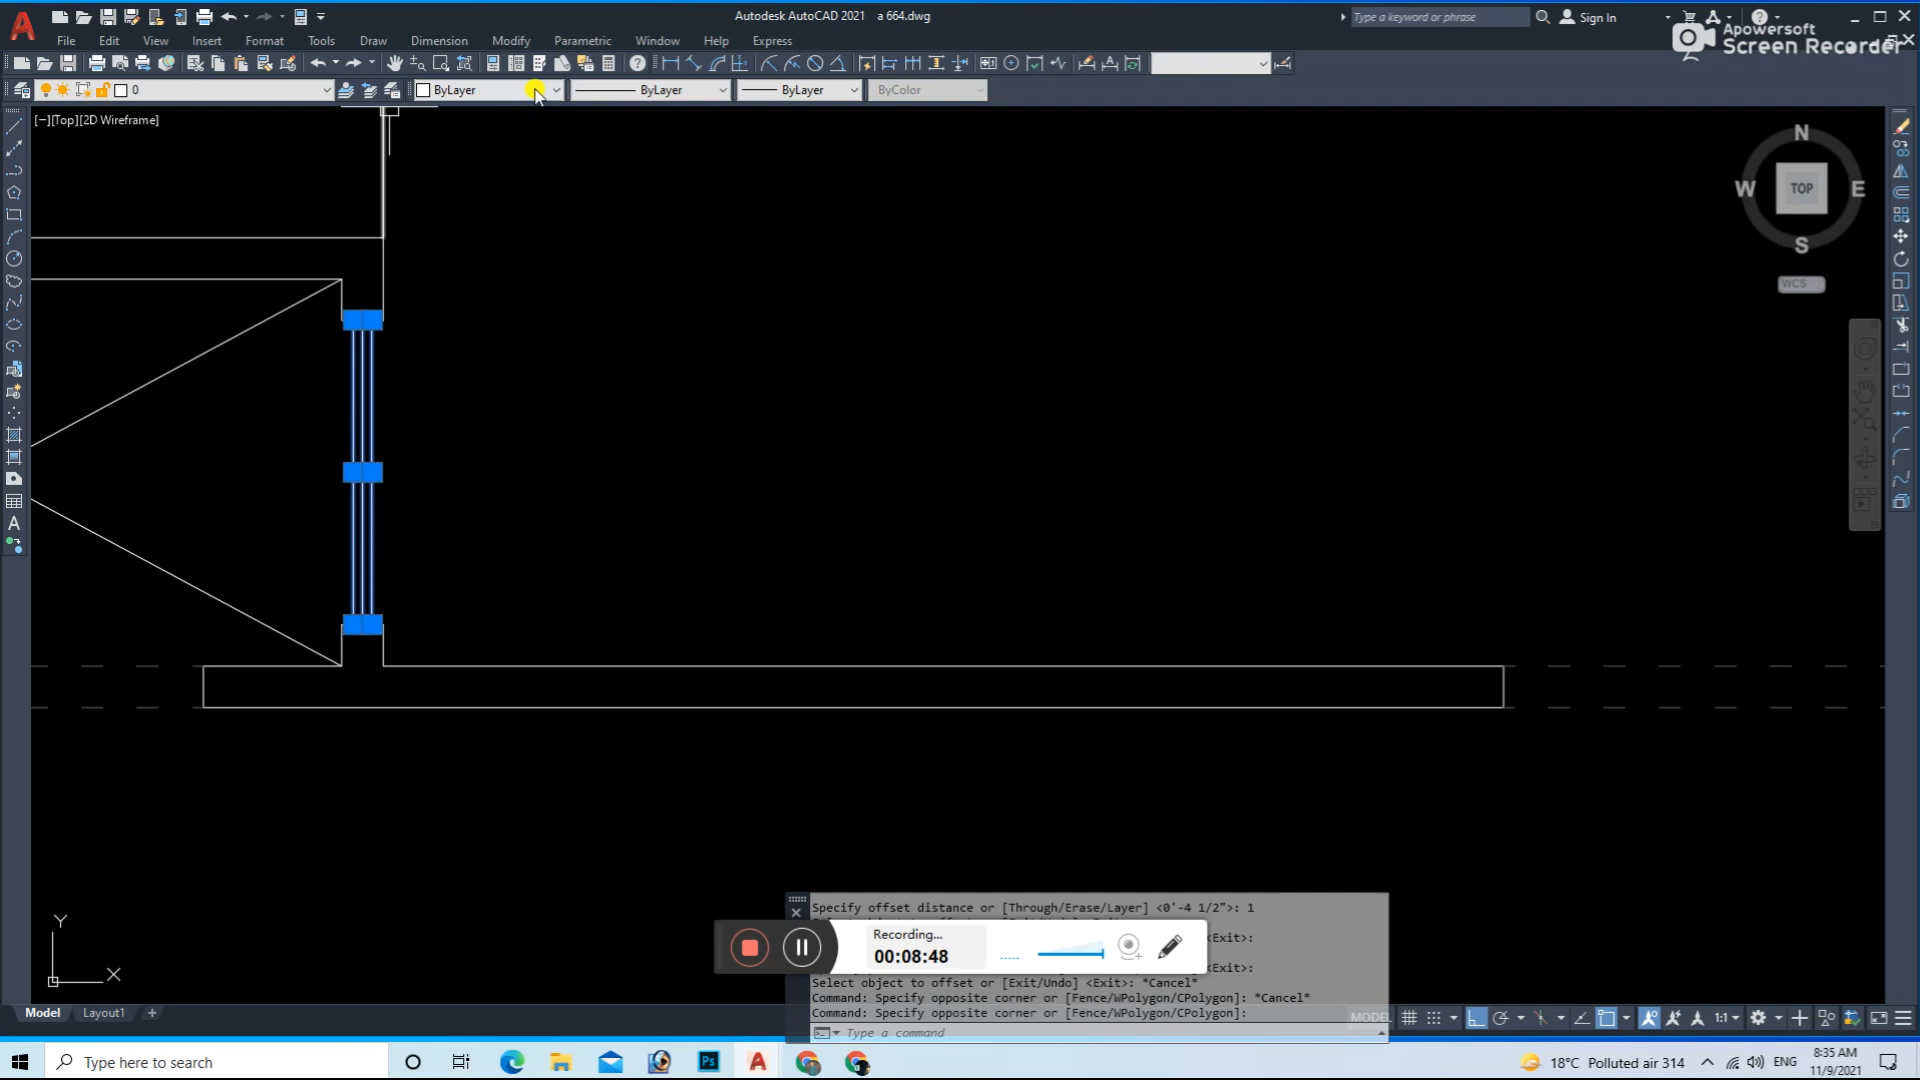 Autodesk AutoCAD 2021 a 664.dwg
Type a keyword or phrase
Sign In
File Edit View Insert Format Tools Draw Dimension Modify Parametric Window Help Express
Apowersoft
Screen Recorder
0
ByLayer
ByLayer
ByLayer
ByColor
[−][Top][2D Wireframe]
N
W TOP E
S
WCS
A
Y
X
Specify offset distance or [Through/Erase/Layer] <0'-4 1/2">: 1
<Exit>:
Recording...
00:08:48
<Exit>:
Select object to offset or [Exit/Undo] <Exit>: *Cancel*
Command: Specify opposite corner or [Fence/WPolygon/CPolygon]: *Cancel*
Command: Specify opposite corner or [Fence/WPolygon/CPolygon]:
Type a command
Model Layout1
MODEL
1:1
Type here to search
Ps
18°C Polluted air 314
ENG
8:35 AM
11/9/2021